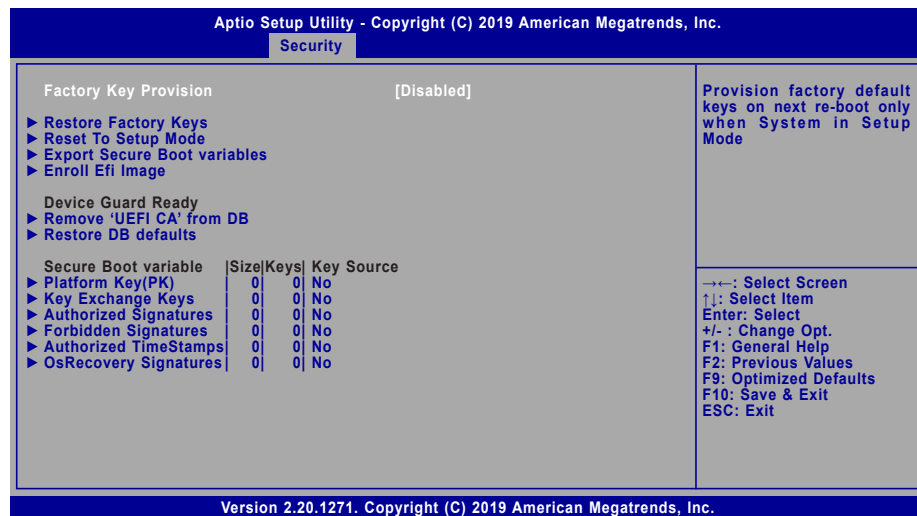 Aptio Setup Utility - Copyright (C) 2019 American Megatrends, Inc.
Security
Factory Key Provision [Disabled]
► Restore Factory Keys
► Reset To Setup Mode
► Export Secure Boot variables
► Enroll Efi Image
Device Guard Ready
► Remove ‘UEFI CA’ from DB
► Restore DB defaults
Secure Boot variable |Size|Keys| Key Source
► Platform Key(PK) | 0| 0| No
► Key Exchange Keys | 0| 0| No
► Authorized Signatures | 0| 0| No
► Forbidden Signatures | 0| 0| No
► Authorized TimeStamps| 0| 0| No
► OsRecovery Signatures| 0| 0| No
Provision factory default
keys on next re-boot only
when System in Setup
Mode
→←: Select Screen
↑↓: Select Item
Enter: Select
+/- : Change Opt.
F1: General Help
F2: Previous Values
F9: Optimized Defaults
F10: Save & Exit
ESC: Exit
Version 2.20.1271. Copyright (C) 2019 American Megatrends, Inc.